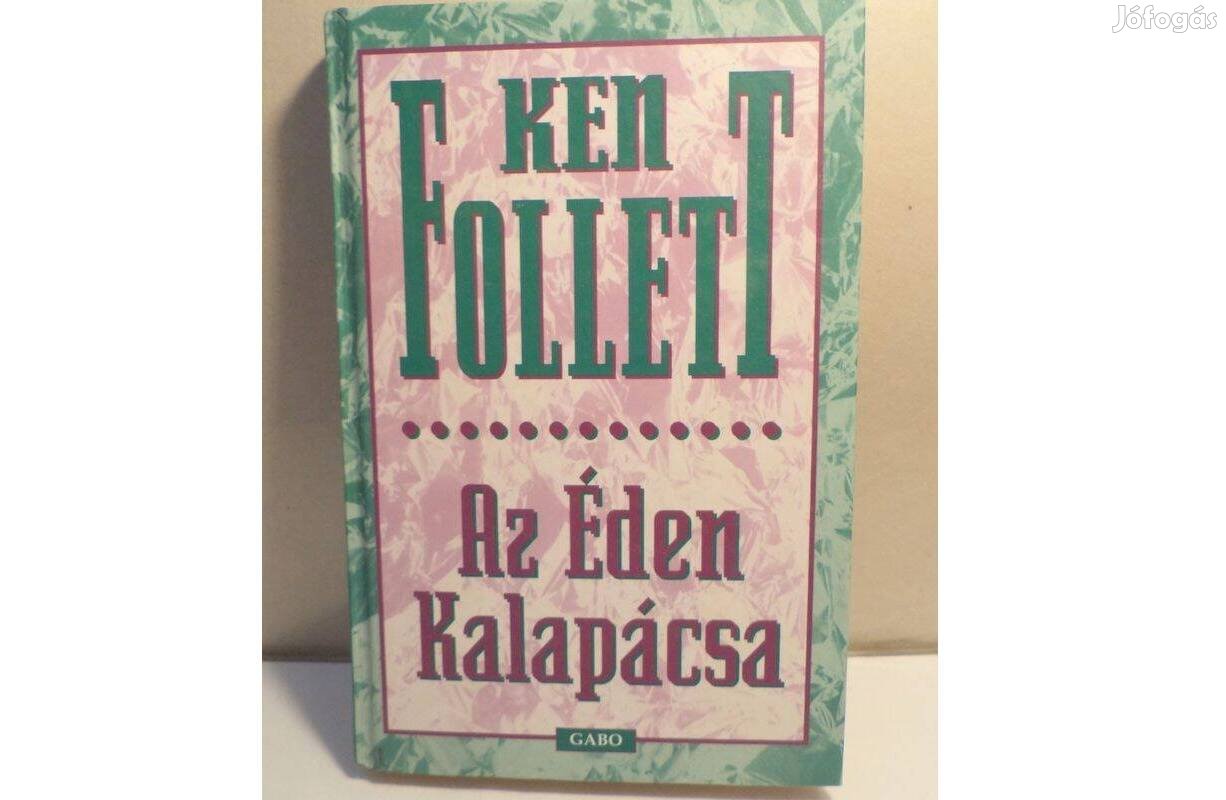 Jófogás
KEN
FOLLETT
Az Éden
Kalapácsa
GABO